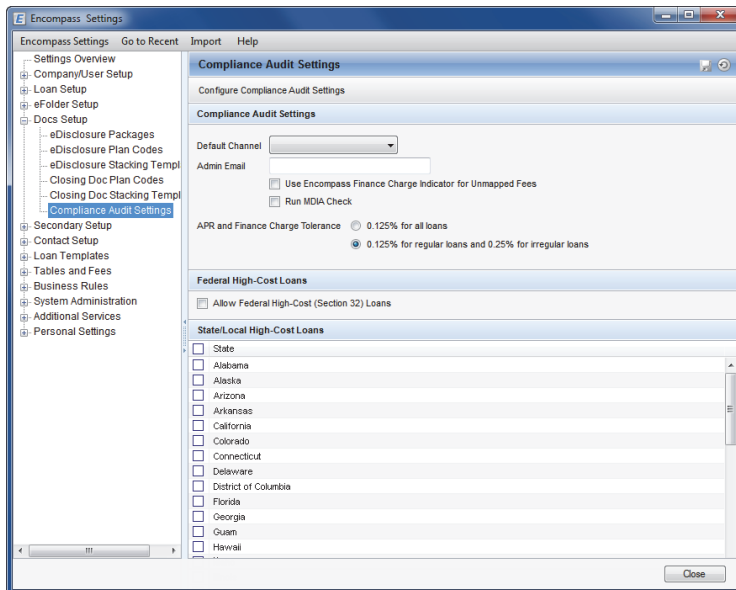 Encompass Settings
Encompass Settings Go to Recent Import Help
Settings Overview
Company/User Setup
Loan Setup
eFolder Setup
Docs Setup
eDisclosure Packages
eDisclosure Plan Codes
eDisclosure Stacking Templ
Closing Doc Plan Codes
Closing Doc Stacking Templ
Compliance Audit Settings
Secondary Setup
Contact Setup
Loan Templates
Tables and Fees
Business Rules
System Administration
Additional Services
Personal Settings
Compliance Audit Settings
Configure Compliance Audit Settings
Compliance Audit Settings
Default Channel
Admin Email
Use Encompass Finance Charge Indicator for Unmapped Fees
Run MDIA Check
APR and Finance Charge Tolerance 0.125% for all loans
0.125% for regular loans and 0.25% for irregular loans
Federal High-Cost Loans
Allow Federal High-Cost (Section 32) Loans
State/Local High-Cost Loans
State
Alabama
Alaska
Arizona
Arkansas
California
Colorado
Connecticut
Delaware
District of Columbia
Florida
Georgia
Guam
Hawaii
Close